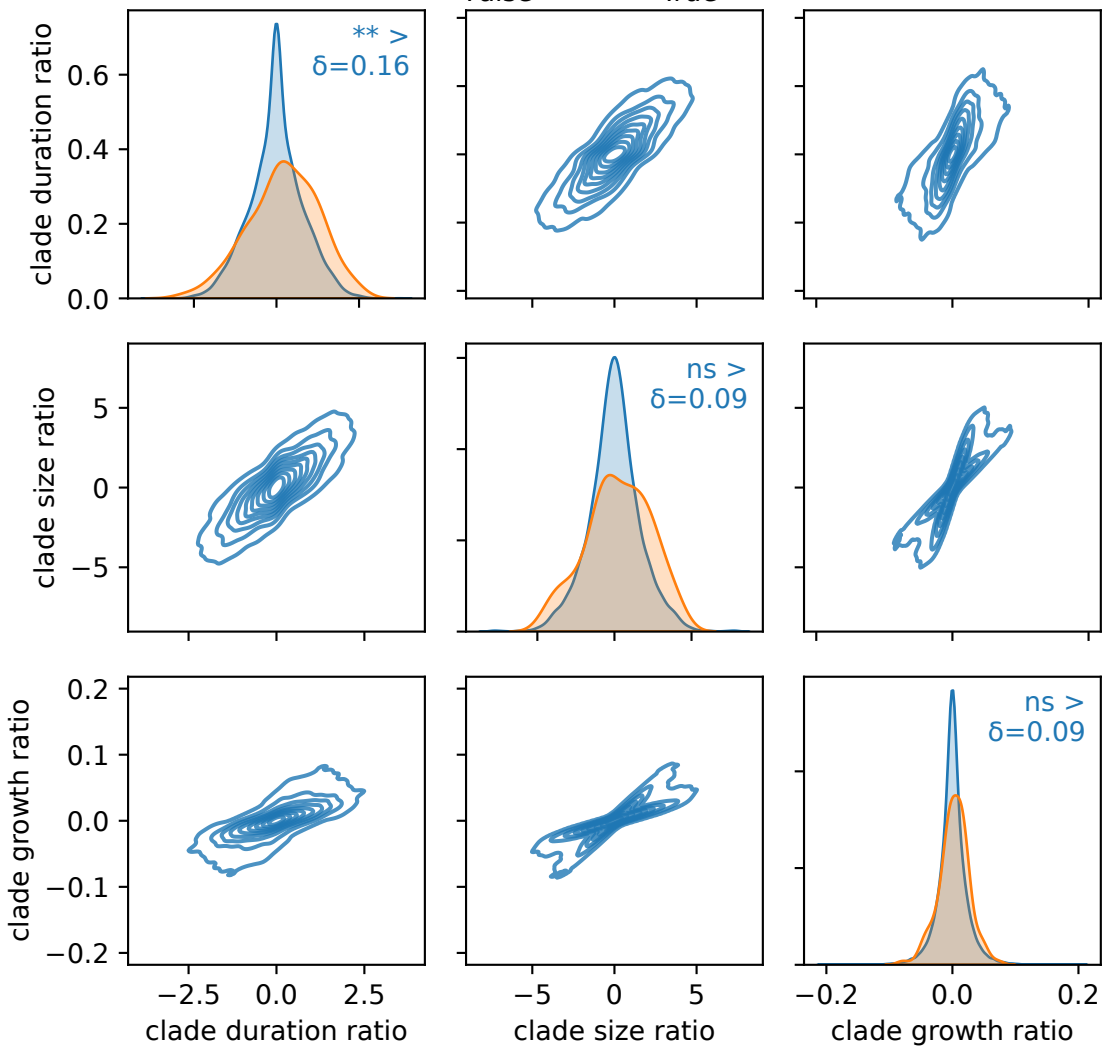 ** >
δ=0.16
clade duration ratio
0.6
0.4
0.2
0.0
ns >
δ=0.09
clade size ratio
5
0
−5
ns >
δ=0.09
clade growth ratio
0.2
0.1
0.0
−0.1
−0.2
−2.5 0.0 2.5 −5 0 5 −0.2 0.0 0.2
clade duration ratio clade size ratio clade growth ratio